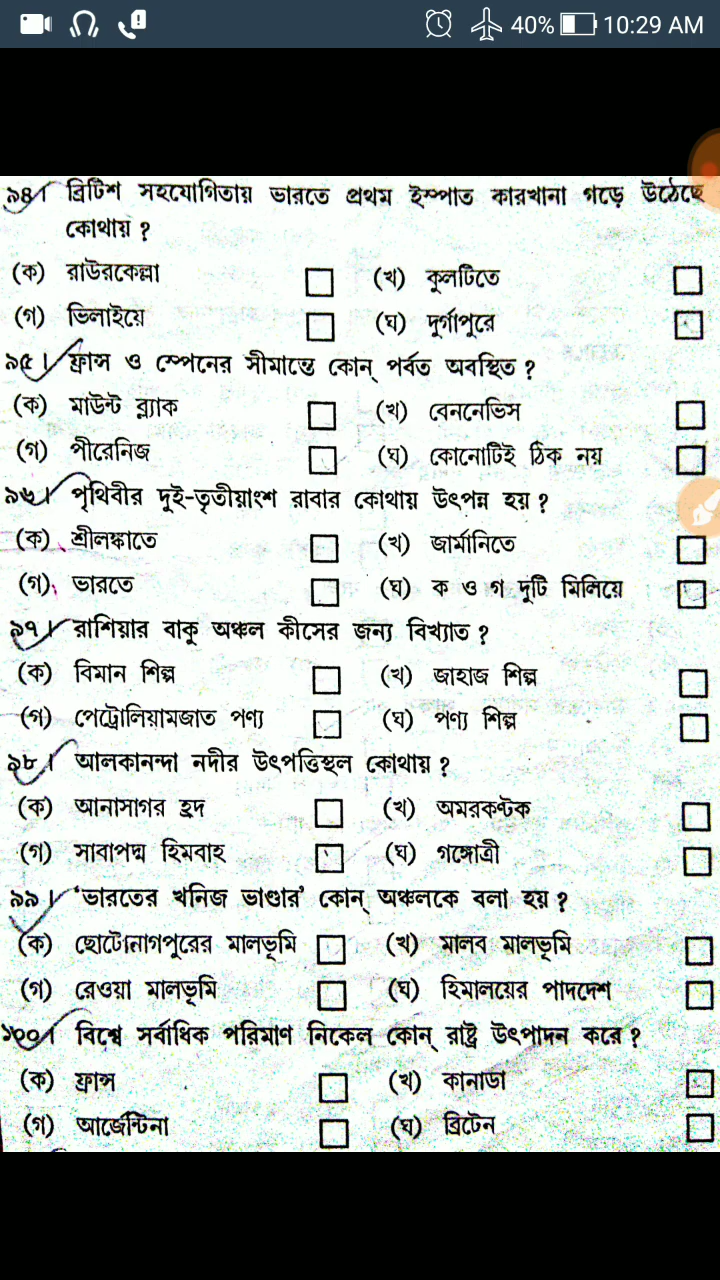 40% 10:29 AM
৯৪। ব্রিটিশ সহযোগিতায় ভারতে প্রথম ইস্পাত কারখানা গড়ে উঠেছে
কোথায় ?
(ক) রাউরকেল্লা (খ) কুলটিতে
(গ) ভিলাইয়ে (ঘ) দুর্গাপুরে
৯৫। ফ্রান্স ও স্পেনের সীমান্তে কোন্ পর্বত অবস্থিত ?
(ক) মাউন্ট ব্ল্যাক (খ) বেননেভিস
(গ) পীরেনিজ (ঘ) কোনোটিই ঠিক নয়
৯৬। পৃথিবীর দুই-তৃতীয়াংশ রাবার কোথায় উৎপন্ন হয় ?
(ক) শ্রীলঙ্কাতে (খ) জার্মানিতে
(গ) ভারতে (ঘ) ক ও গ দুটি মিলিয়ে
৯৭। রাশিয়ার বাকু অঞ্চল কীসের জন্য বিখ্যাত ?
(ক) বিমান শিল্প (খ) জাহাজ শিল্প
(গ) পেট্রোলিয়ামজাত পণ্য (ঘ) পণ্য শিল্প
৯৮। আলকানন্দা নদীর উৎপত্তিস্থল কোথায় ?
(ক) আনাসাগর হ্রদ (খ) অমরকণ্টক
(গ) সাবাপদ্ম হিমবাহ (ঘ) গঙ্গোত্রী
৯৯। ‘ভারতের খনিজ ভাণ্ডার’ কোন্ অঞ্চলকে বলা হয় ?
(ক) ছোটোনাগপুরের মালভূমি (খ) মালব মালভূমি
(গ) রেওয়া মালভূমি (ঘ) হিমালয়ের পাদদেশ
১০০। বিশ্বে সর্বাধিক পরিমাণ নিকেল কোন্ রাষ্ট্র উৎপাদন করে ?
(ক) ফ্রান্স (খ) কানাডা
(গ) আর্জেন্টিনা (ঘ) ব্রিটেন